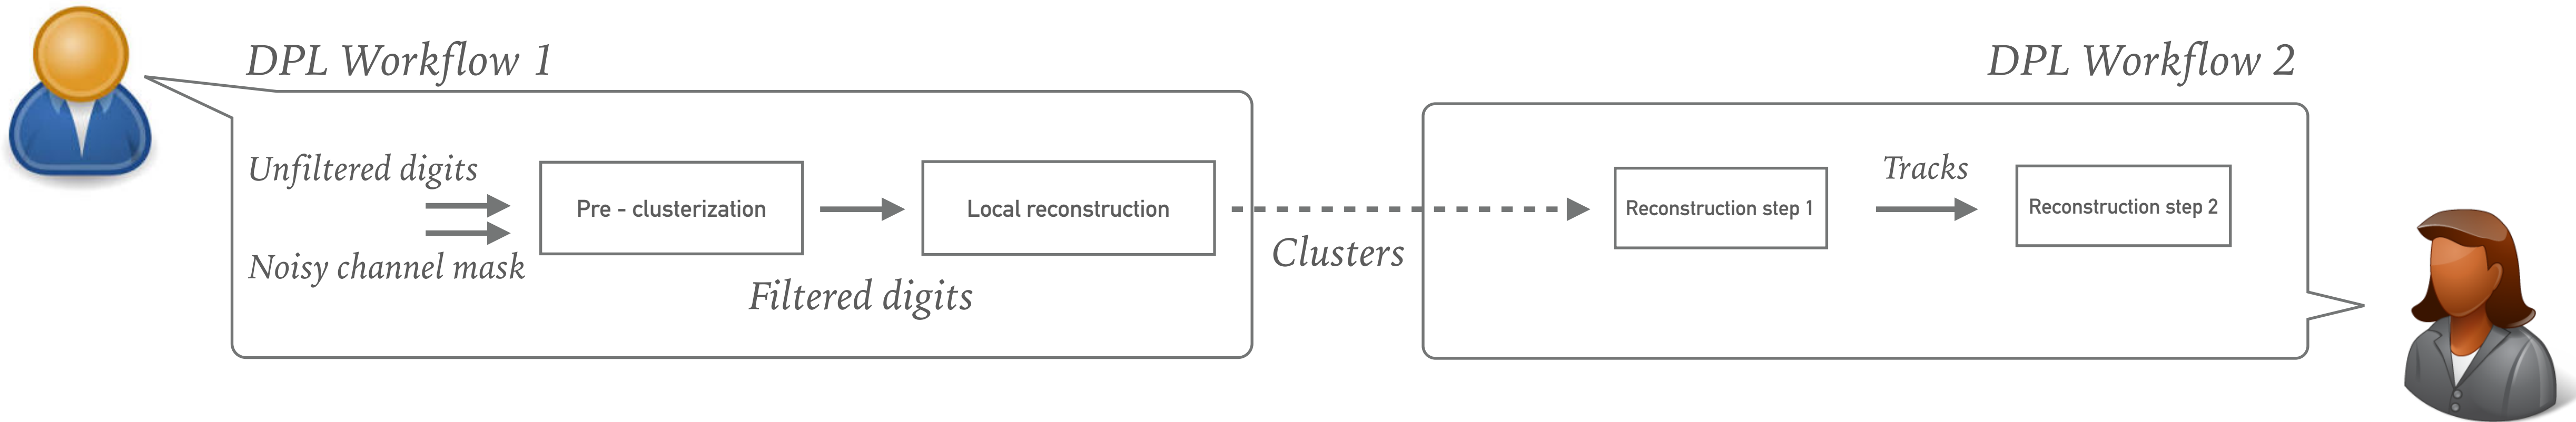 DPL Workflow 1
DPL Workflow 2
Unfiltered digits
Noisy channel mask
Pre - clusterization
Filtered digits
Local reconstruction
Clusters
Reconstruction step 1
Tracks
Reconstruction step 2